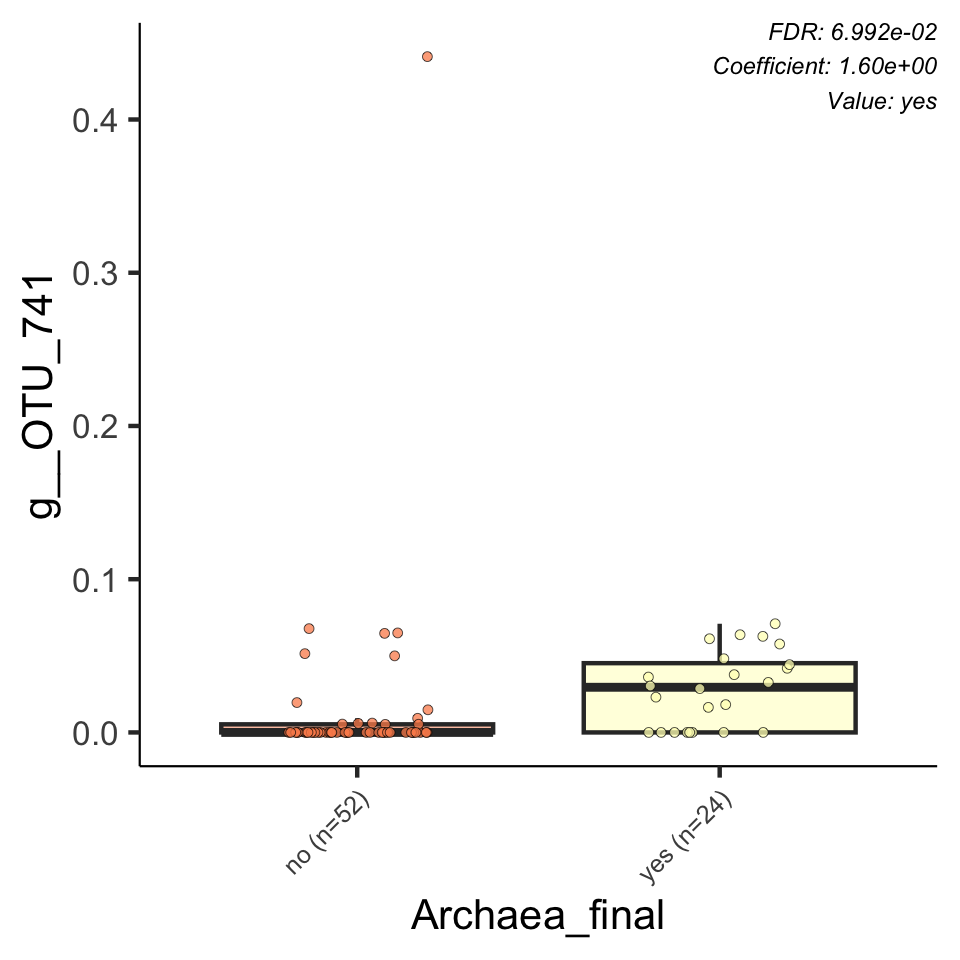 FDR: 6.992e-02
Coefficient: 1.60e+00
Value: yes
g__OTU_741
0.4
0.3
0.2
0.1
0.0
no (n=52)
yes (n=24)
Archaea_final